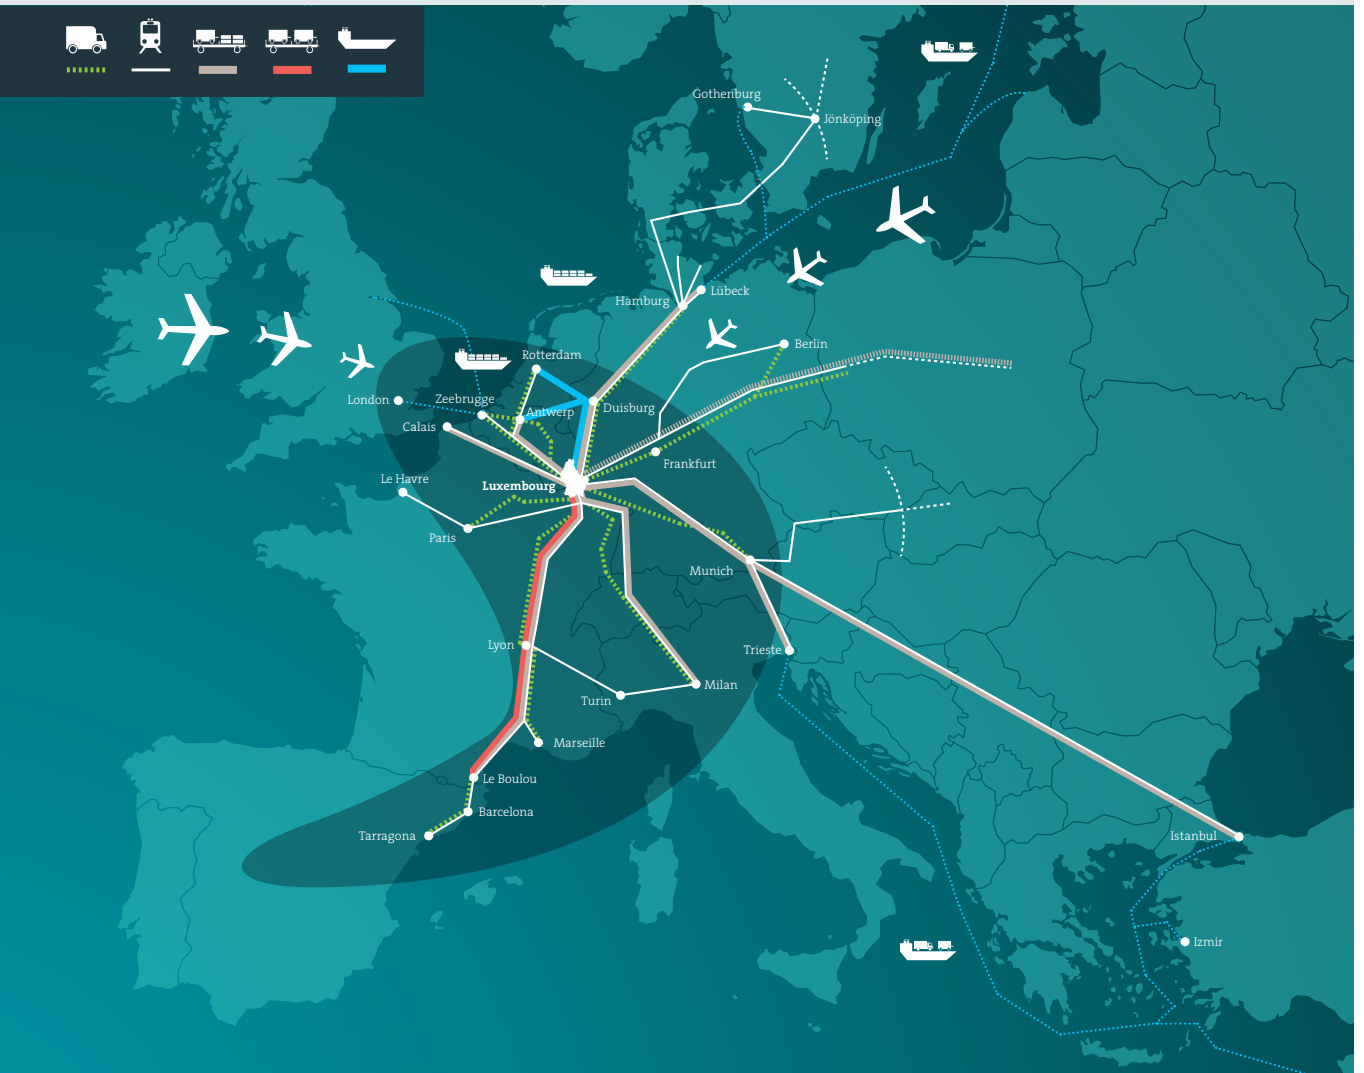 Gothenburg
Jönköping
Hamburg
Lübeck
Berlin
Rotterdam
London
Zeebrugge
Antwerp
Duisburg
Calais
Frankfurt
Le Havre
Luxembourg
Paris
Munich
Lyon
Trieste
Milan
Turin
Marseille
Le Boulou
Barcelona
Tarragona
Istanbul
Izmir